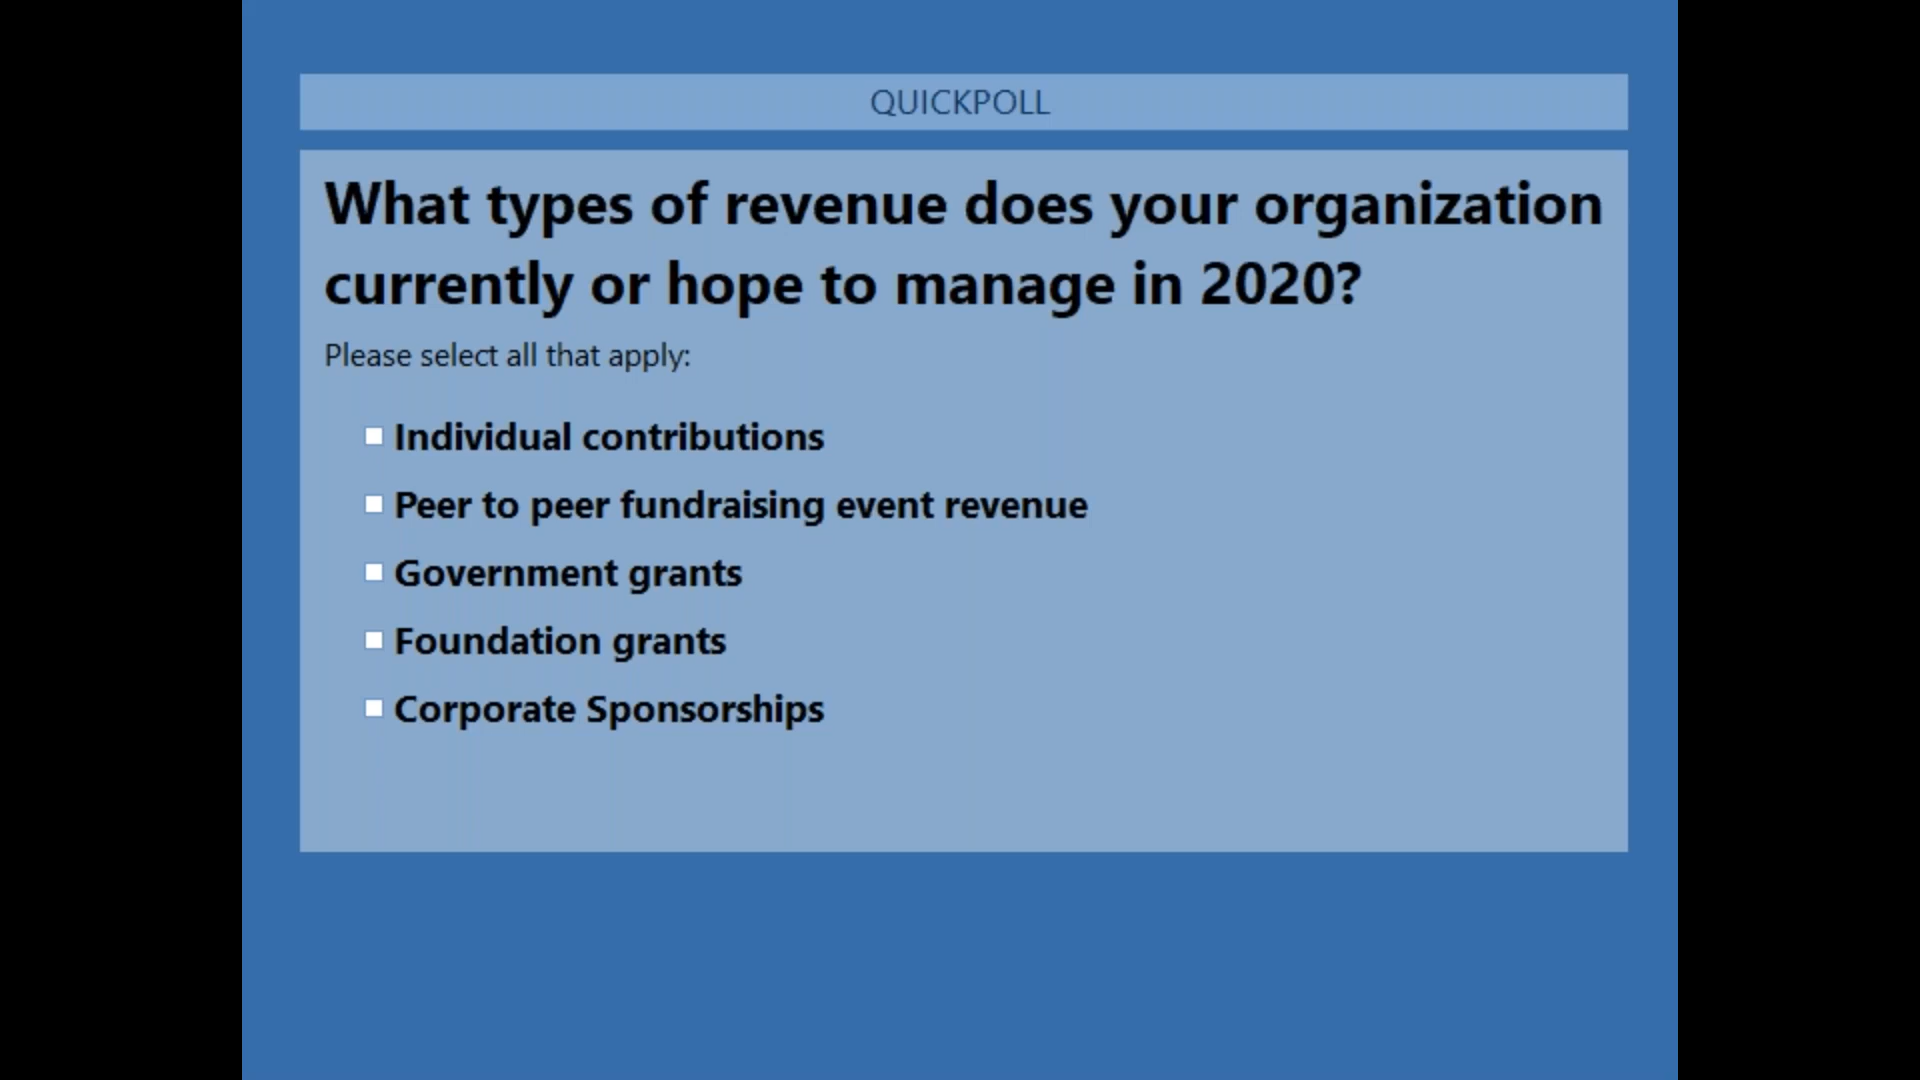 QUICKPOLL
What types of revenue does your organization
currently or hope to manage in 2020?
Please select all that apply:
Individual contributions
Peer to peer fundraising event revenue
Government grants
Foundation grants
Corporate Sponsorships